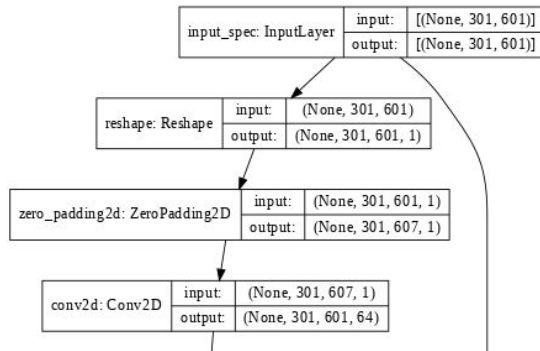 input_spec: InputLayer
input: [(None, 301, 601)]
output: [(None, 301, 601)]
reshape: Reshape
input: (None, 301, 601)
output: (None, 301, 601, 1)
zero_padding2d: ZeroPadding2D
input: (None, 301, 601, 1)
output: (None, 301, 607, 1)
conv2d: Conv2D
input: (None, 301, 607, 1)
output: (None, 301, 601, 64)